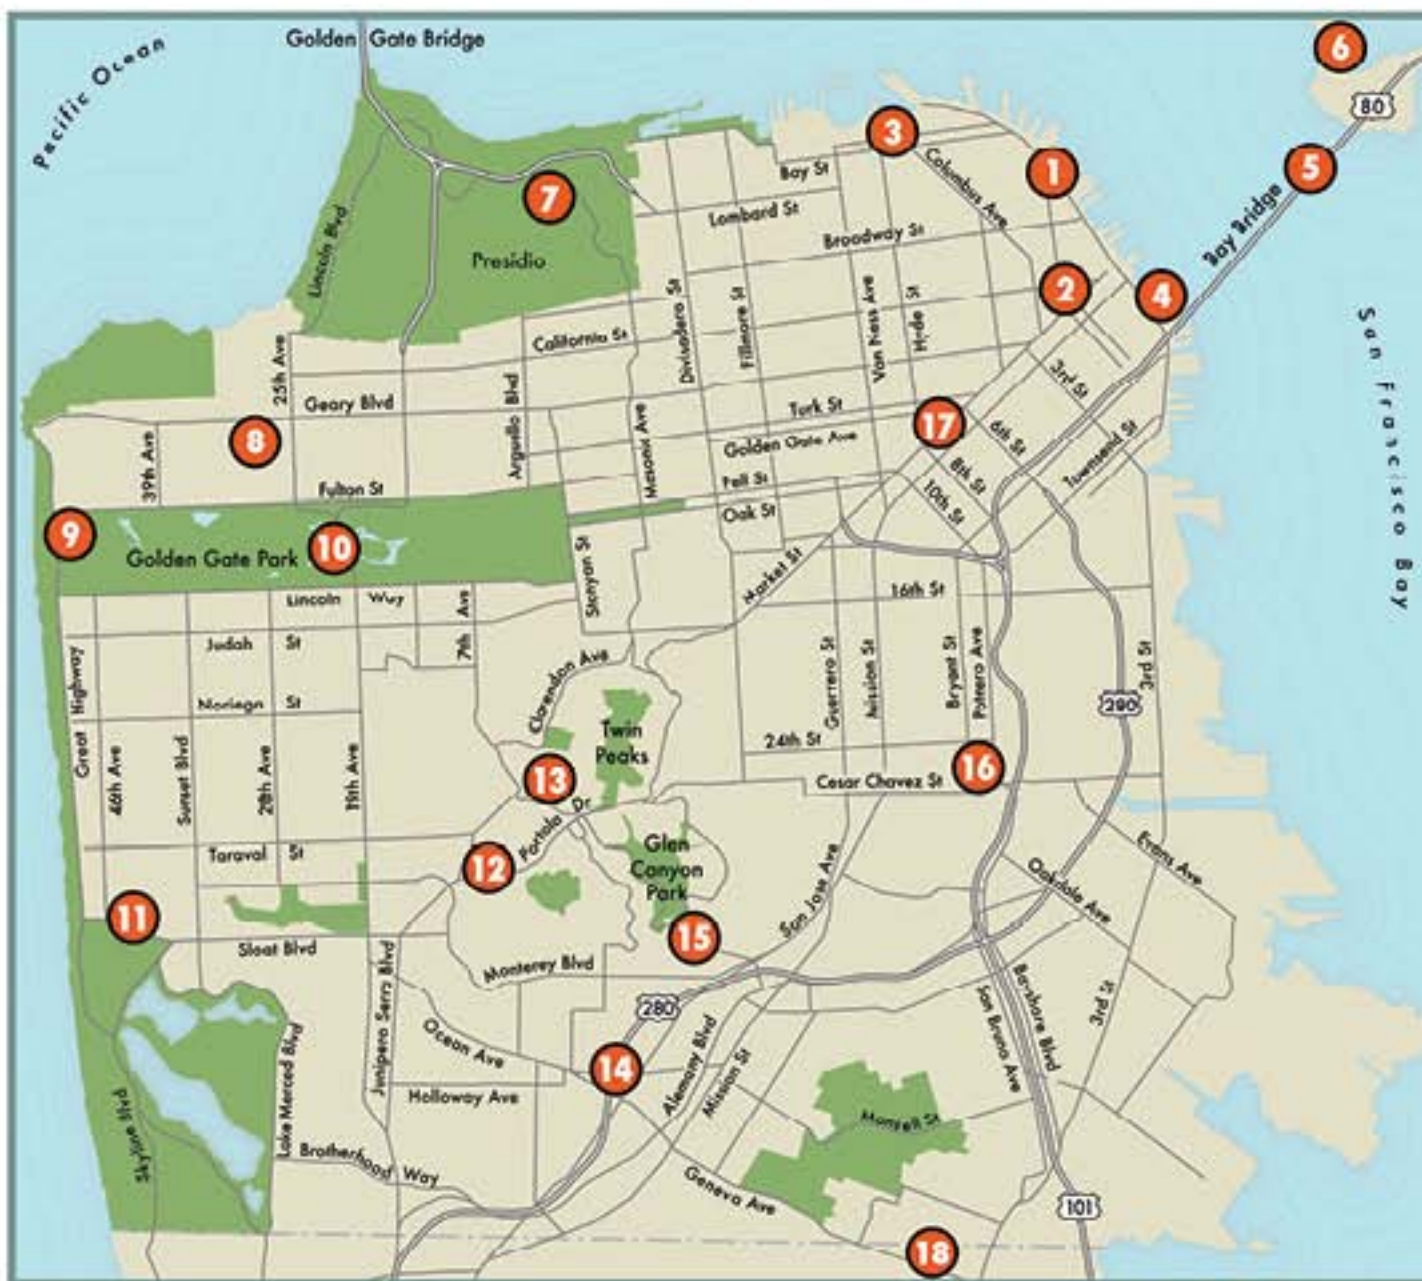 Golden Gate Bridge
Pacific Ocean
6
80
3
1
5
Bay St
Columbus Ave
7
Lombard St
Bay Bridge
Lincoln Blvd
Broadway St
Presidio
2
4
San Francisco Bay
Divisadero St
Fillmore St
Van Ness Ave
Hyde St
California St
25th Ave
3rd St
Geary Blvd
Arguillo Blvd
Masonic Ave
Turk St
17
8
39th Ave
Golden Gate Ave
6th St
Townsend St
8th St
Fulton St
Fell St
10th St
Oak St
9
Golden Gate Park
10
Stanyan St
Market St
Lincoln Way
16th St
7th Ave
Judah St
Clarendon Ave
Great Highway
Noriega St
Guerrero St
Mission St
Bryant St
Potrero Ave
3rd St
280
Twin
Peaks
24th St
46th Ave
Sunset Blvd
28th Ave
19th Ave
13
16
Cesar Chavez St
Portola Dr
Taraval St
12
Glen
Canyon
Park
Evans Ave
Oakdale Ave
11
San Jose Ave
15
Sloat Blvd
Monterey Blvd
Junipero Serra Blvd
280
San Bruno Ave
Bayshore Blvd
3rd St
Ocean Ave
14
Alemany Blvd
Mission St
Lake Merced Blvd
Holloway Ave
Skyline Blvd
Mansell St
Brotherhood Way
Geneva Ave
101
18